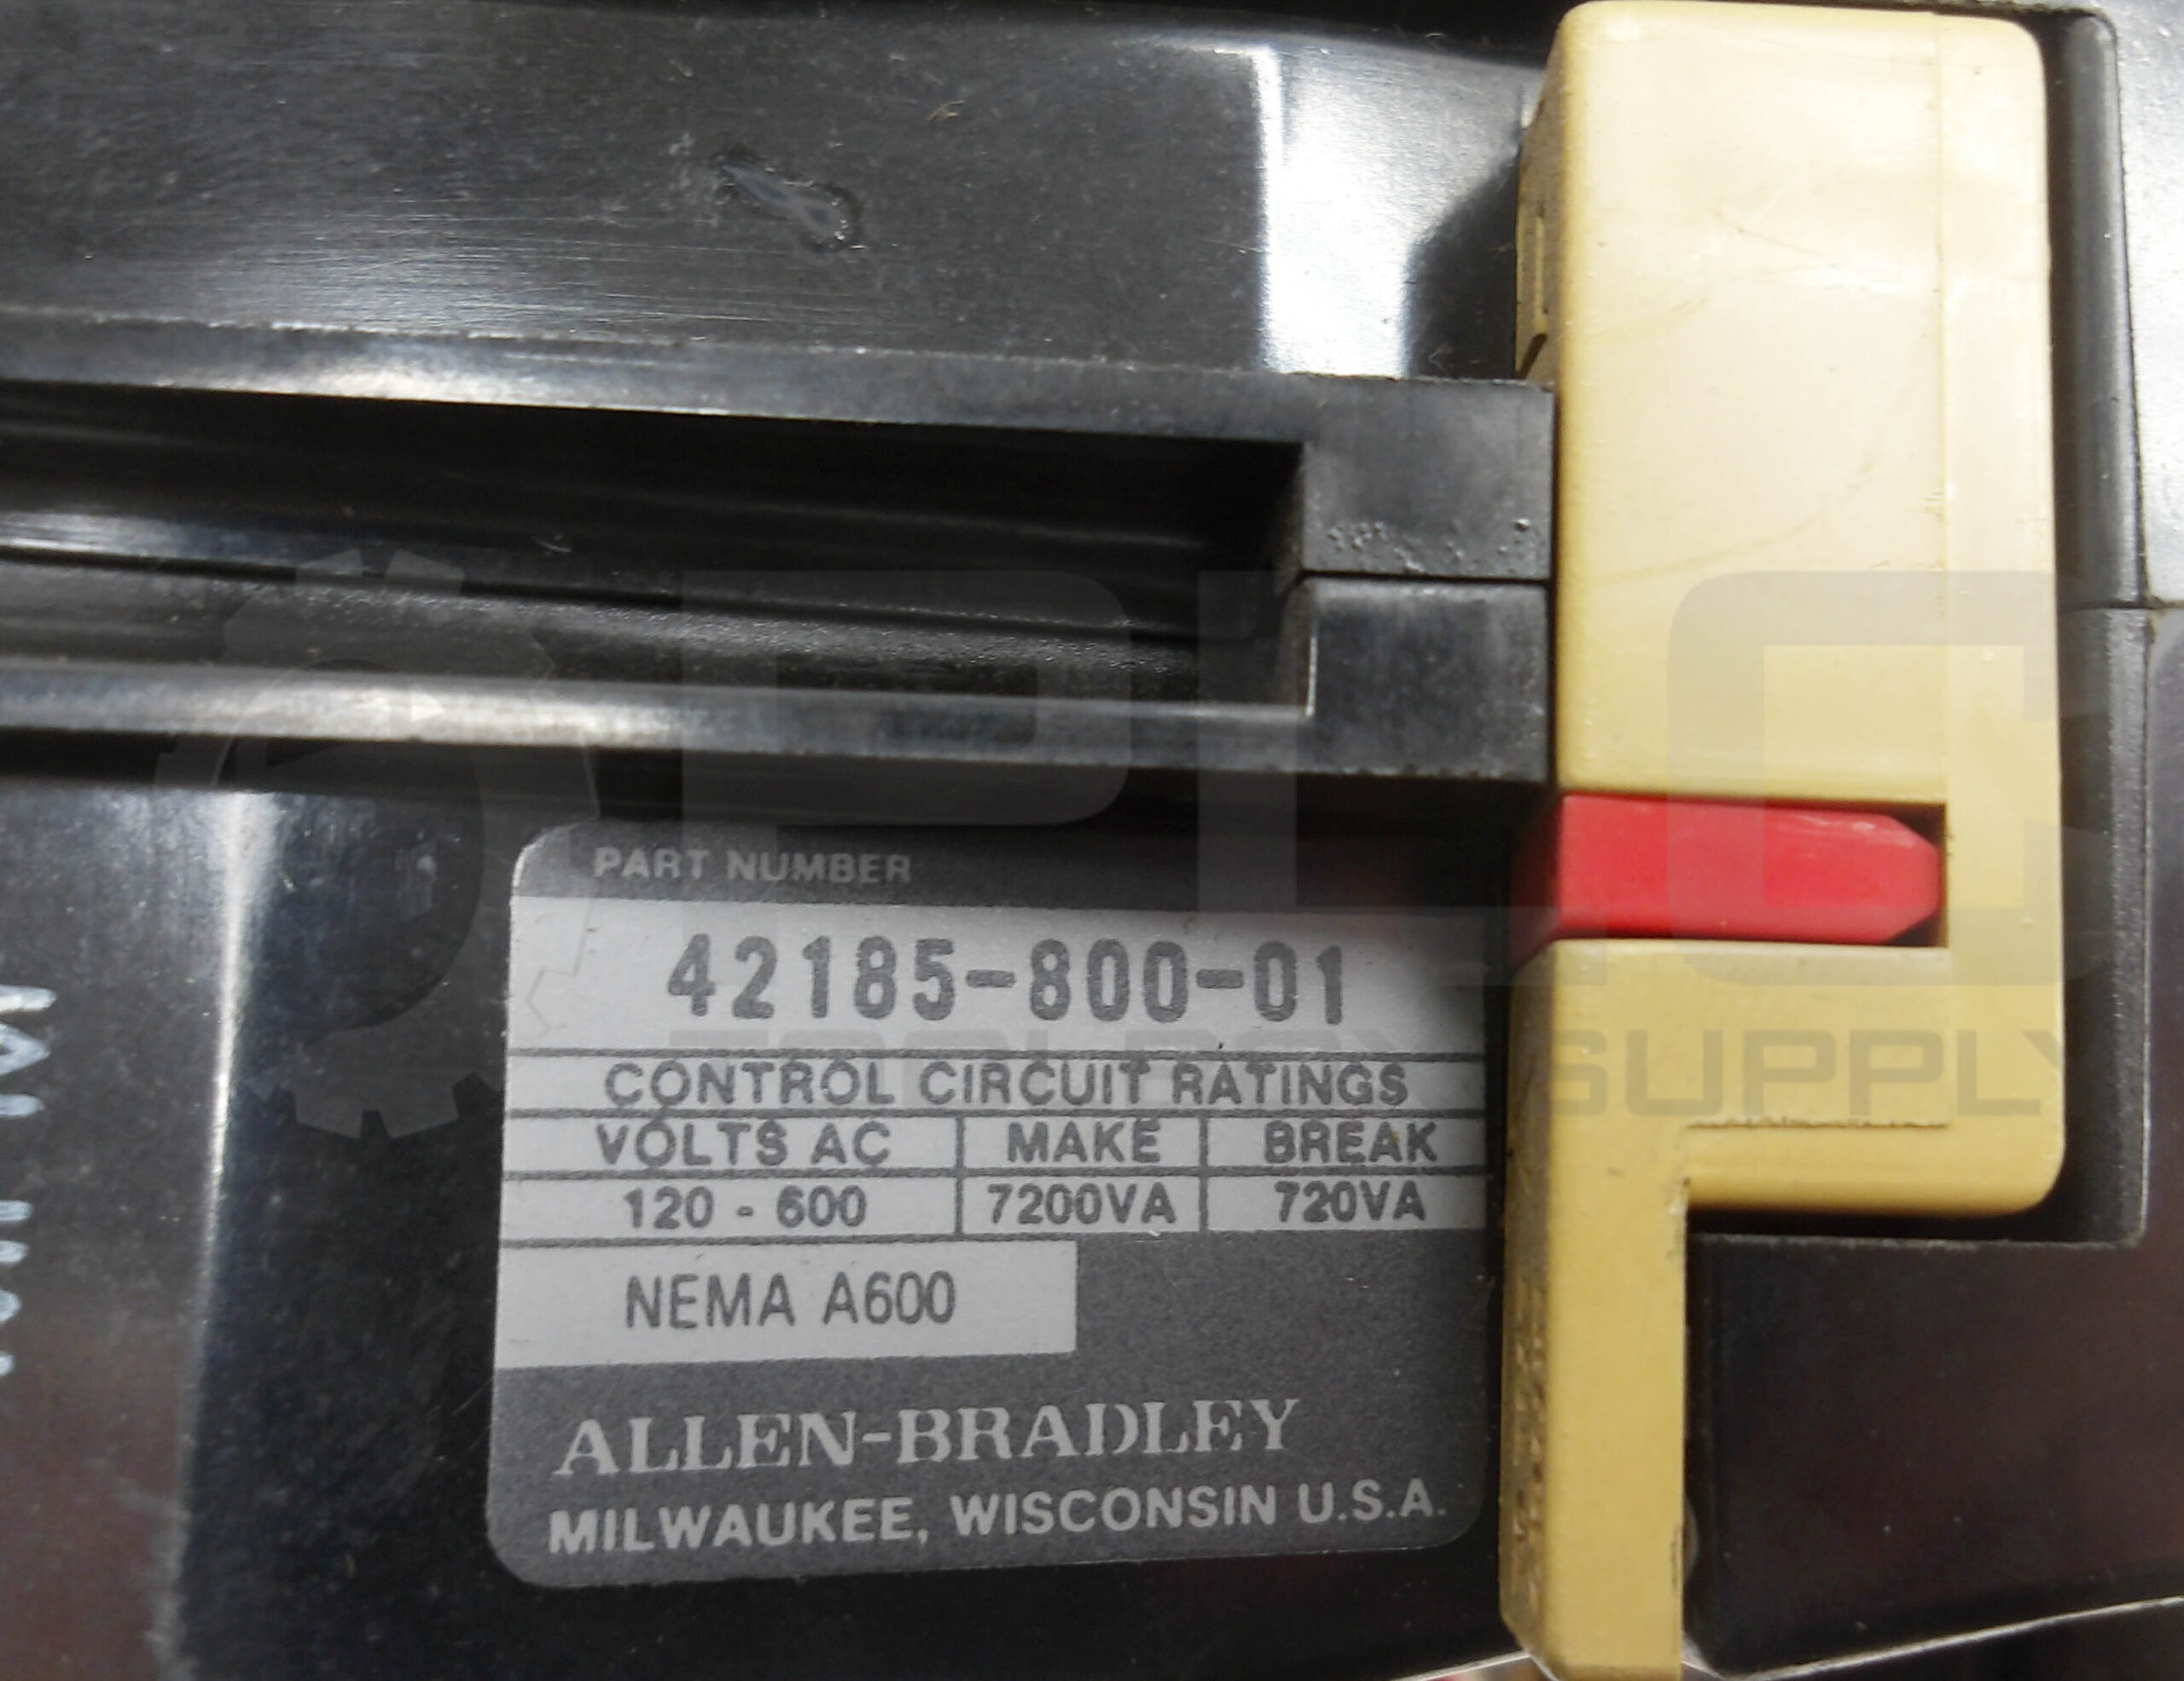 PART NUMBER
42185-800-01
CONTROL CIRCUIT RATINGS
VOLTS AC MAKE BREAK
120 - 600 7200VA 720VA
NEMA A600
ALLEN-BRADLEY
MILWAUKEE, WISCONSIN U.S.A.
PLC
SUPPLY